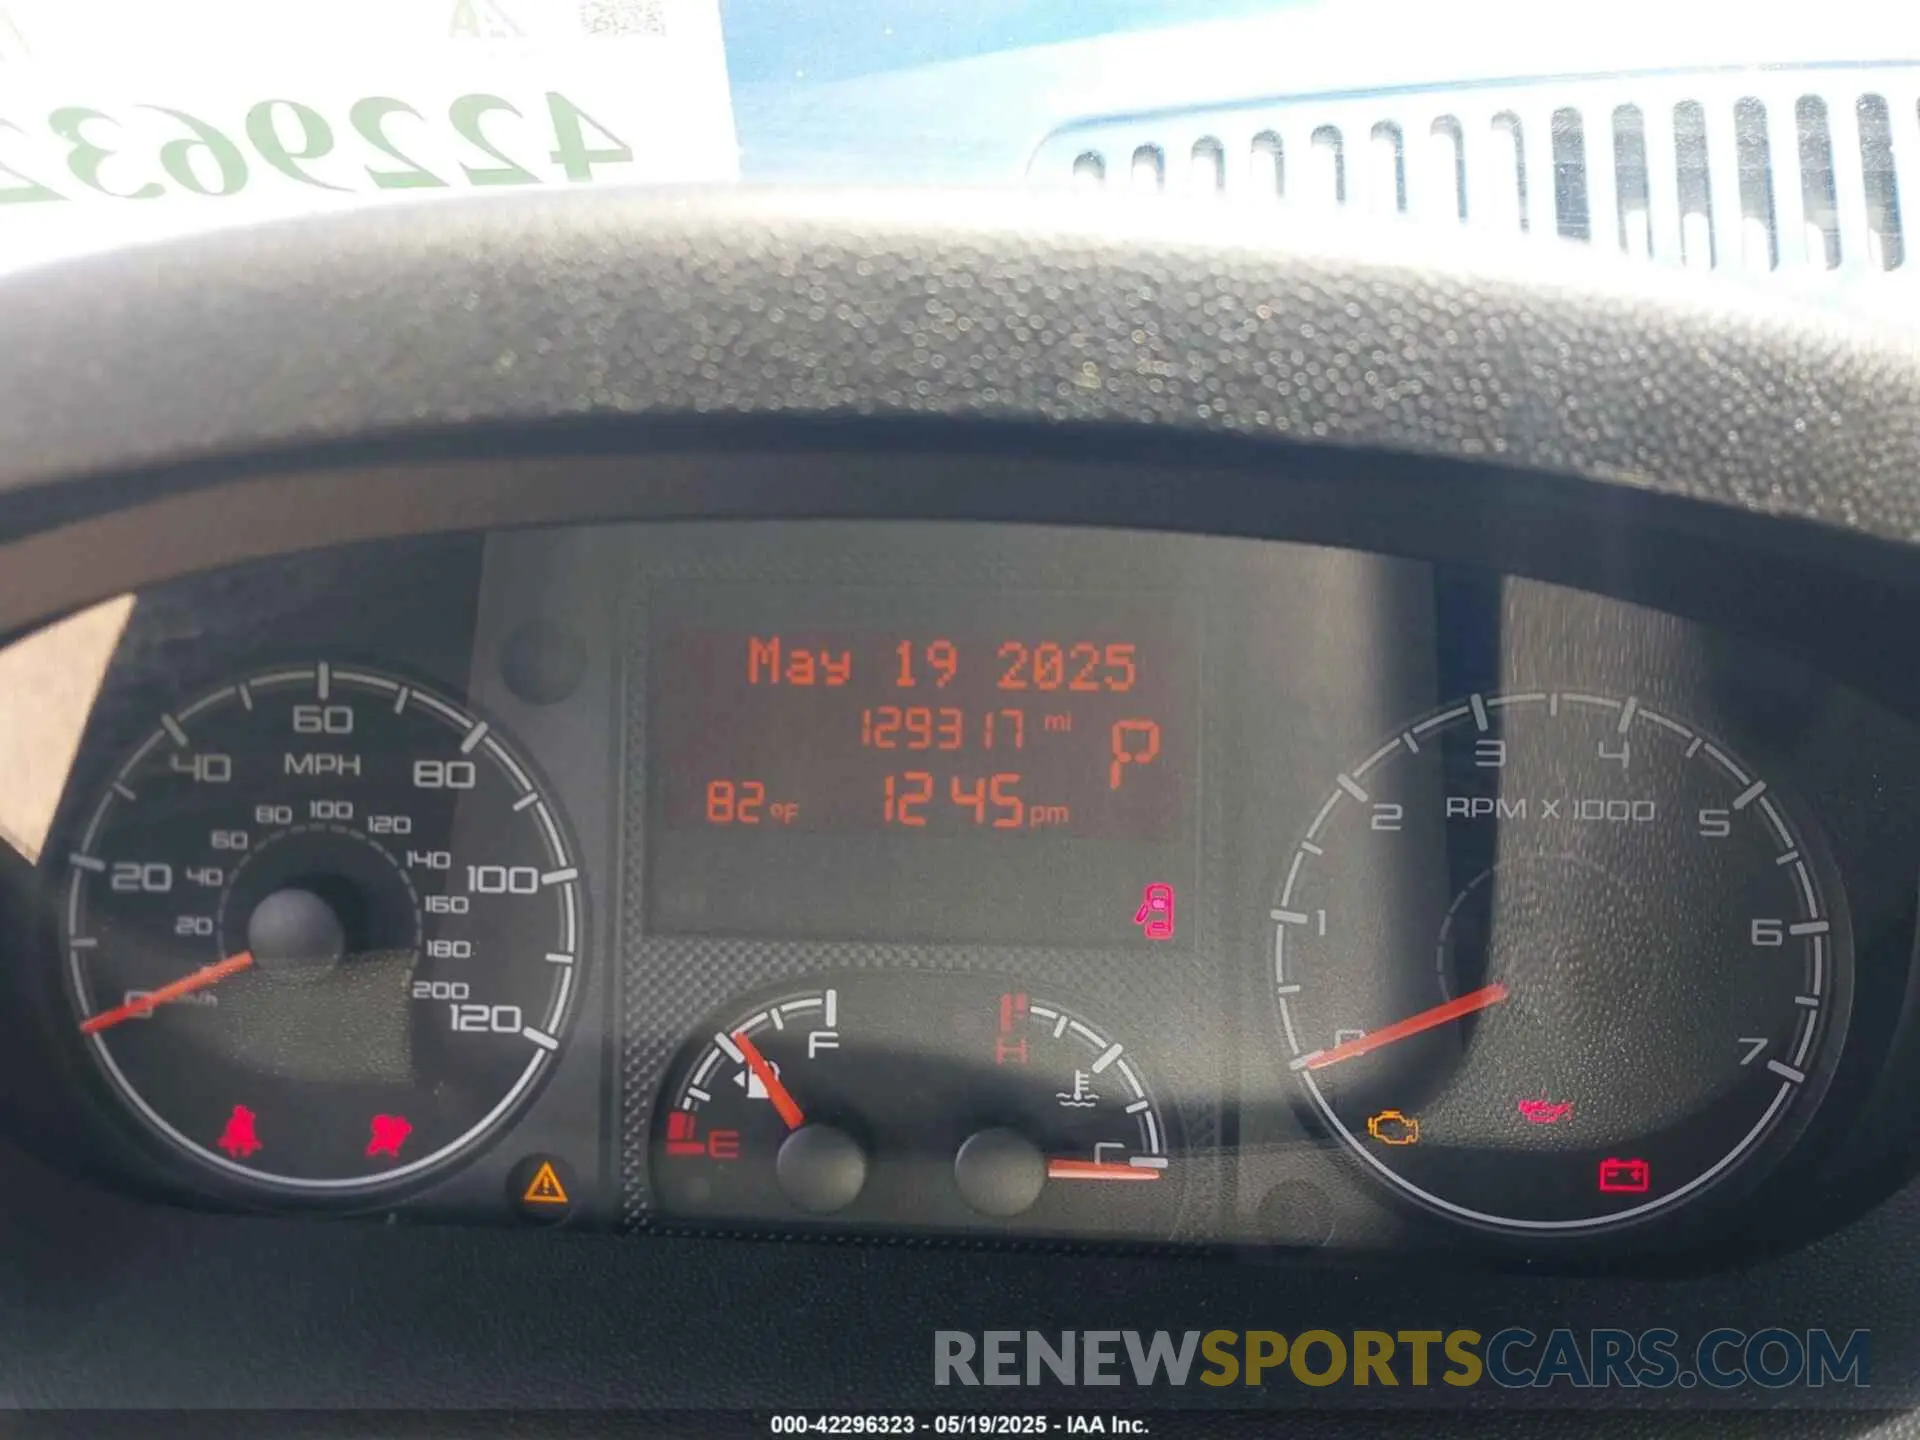 4229632
60
MPH
40
80
20
100
120
0
km/h
20
40
60
80
100
120
140
160
180
200
May 19 2025
129317 mi
P
82 °F
12 45 pm
F
E
H
C
RPM X 1000
0
1
2
3
4
5
6
7
RENEWSPORTSCARS.COM
000-42296323 - 05/19/2025 - IAA Inc.